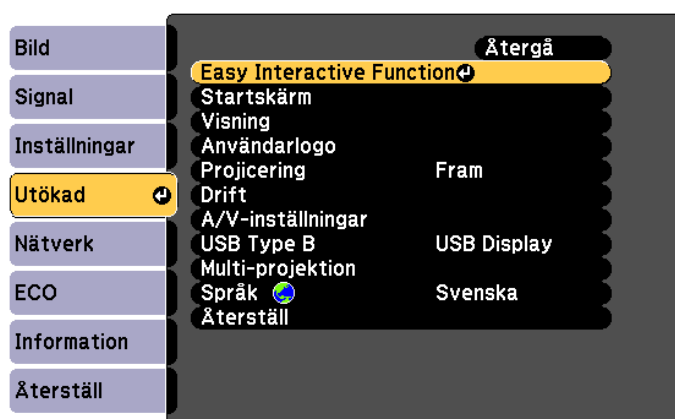 Bild
Signal
Inställningar
Utökad
Nätverk
ECO
Information
Återställ
Återgå
Easy Interactive Function
Startskärm
Visning
Användarlogo
Projicering Fram
Drift
A/V-inställningar
USB Type B USB Display
Multi-projektion
Språk Svenska
Återställ